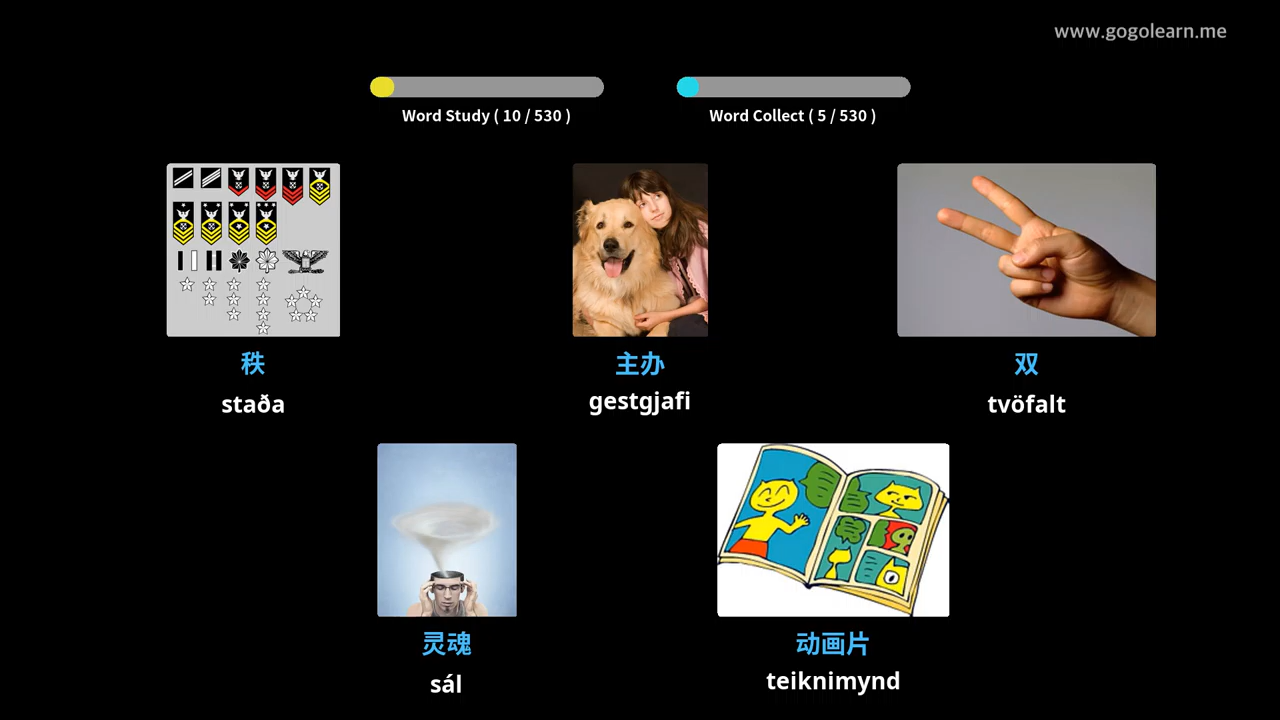 www.gogolearn.me
Word Study ( 10 / 530 )
Word Collect ( 5 / 530 )
秩
staða
主办
gestgjafi
双
tvöfalt
灵魂
sál
动画片
teiknimynd